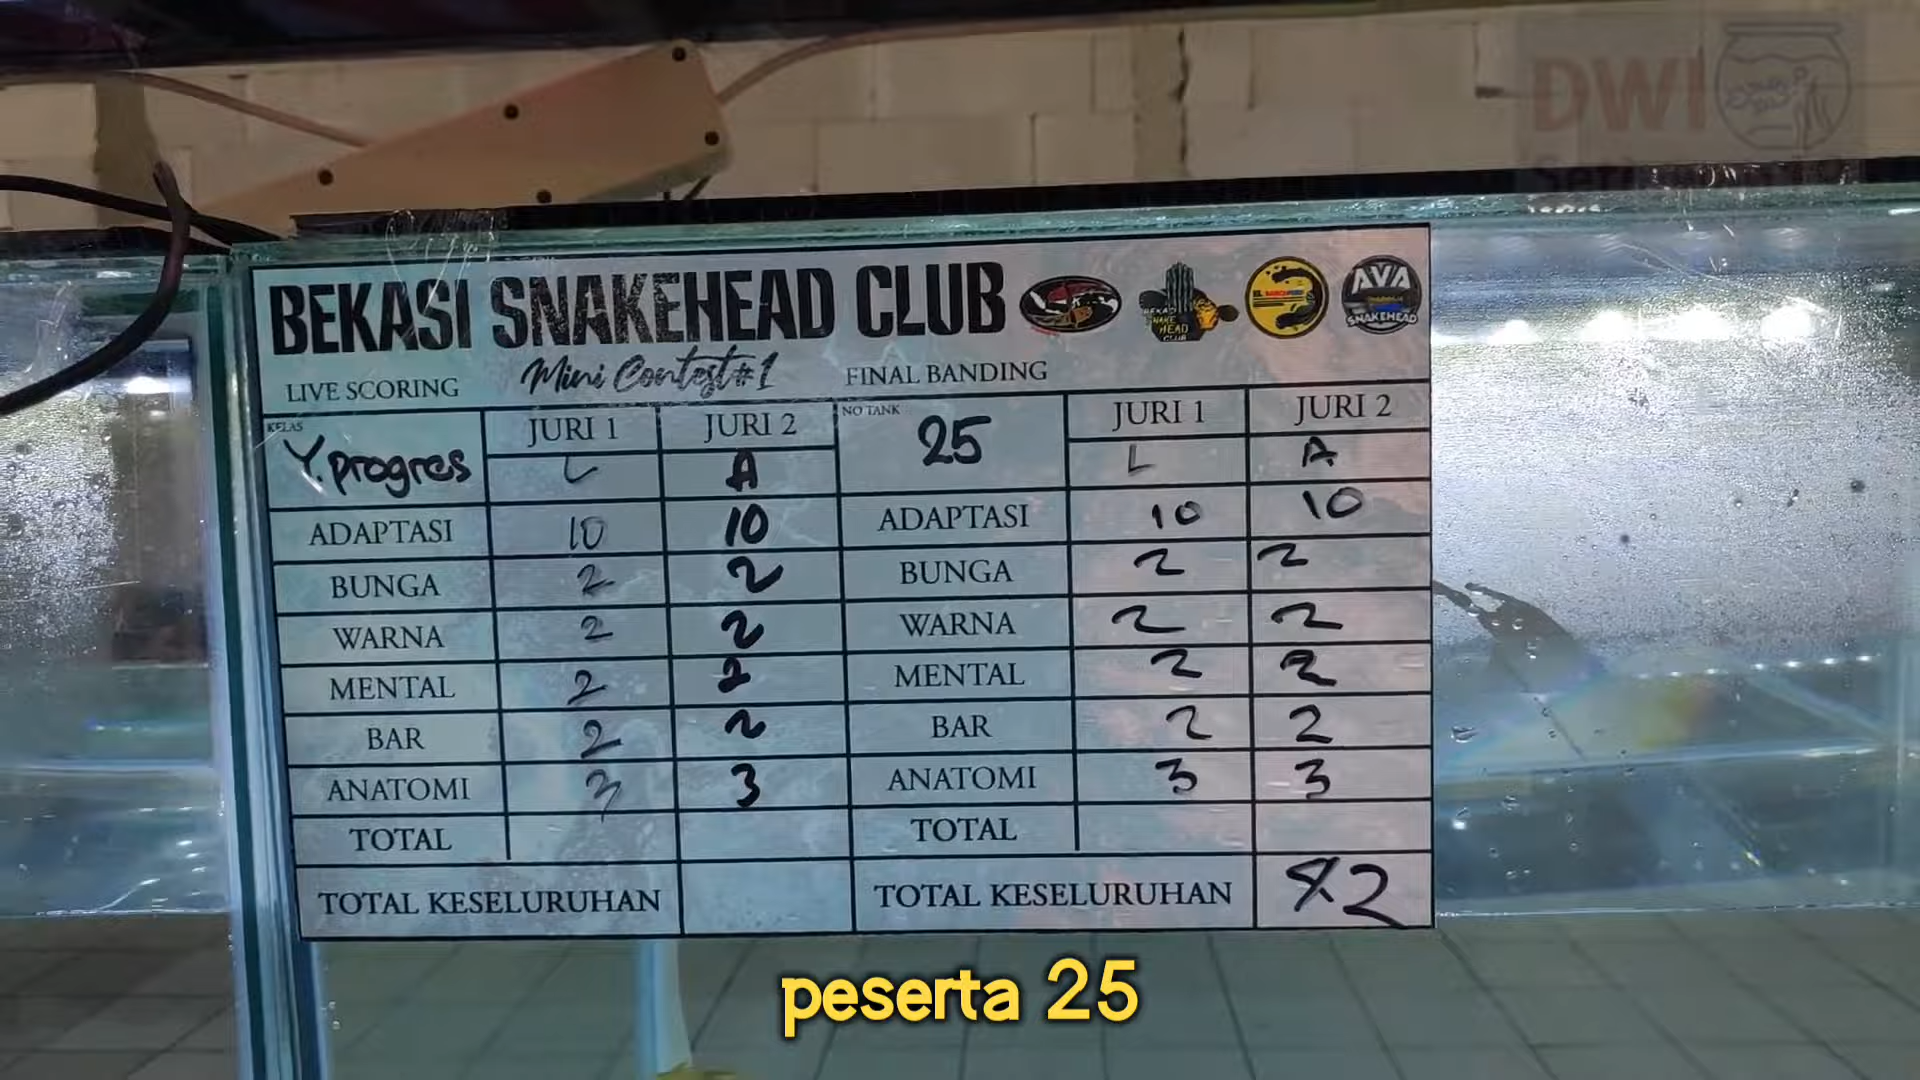 DWI
BEKASI SNAKEHEAD CLUB
AVA
SNAKEHEAD
LIVE SCORING Mini Contest#1 FINAL BANDING
KELAS Y.progres JURI 1 JURI 2 NO TANK 25 JURI 1 JURI 2
L A L A
ADAPTASI 10 10 ADAPTASI 10 10
BUNGA 2 2 BUNGA 2 2
WARNA 2 2 WARNA 2 2
MENTAL 2 2 MENTAL 2 2
BAR 2 2 BAR 2 2
ANATOMI 3 3 ANATOMI 3 3
TOTAL TOTAL
TOTAL KESELURUHAN TOTAL KESELURUHAN 42
peserta 25